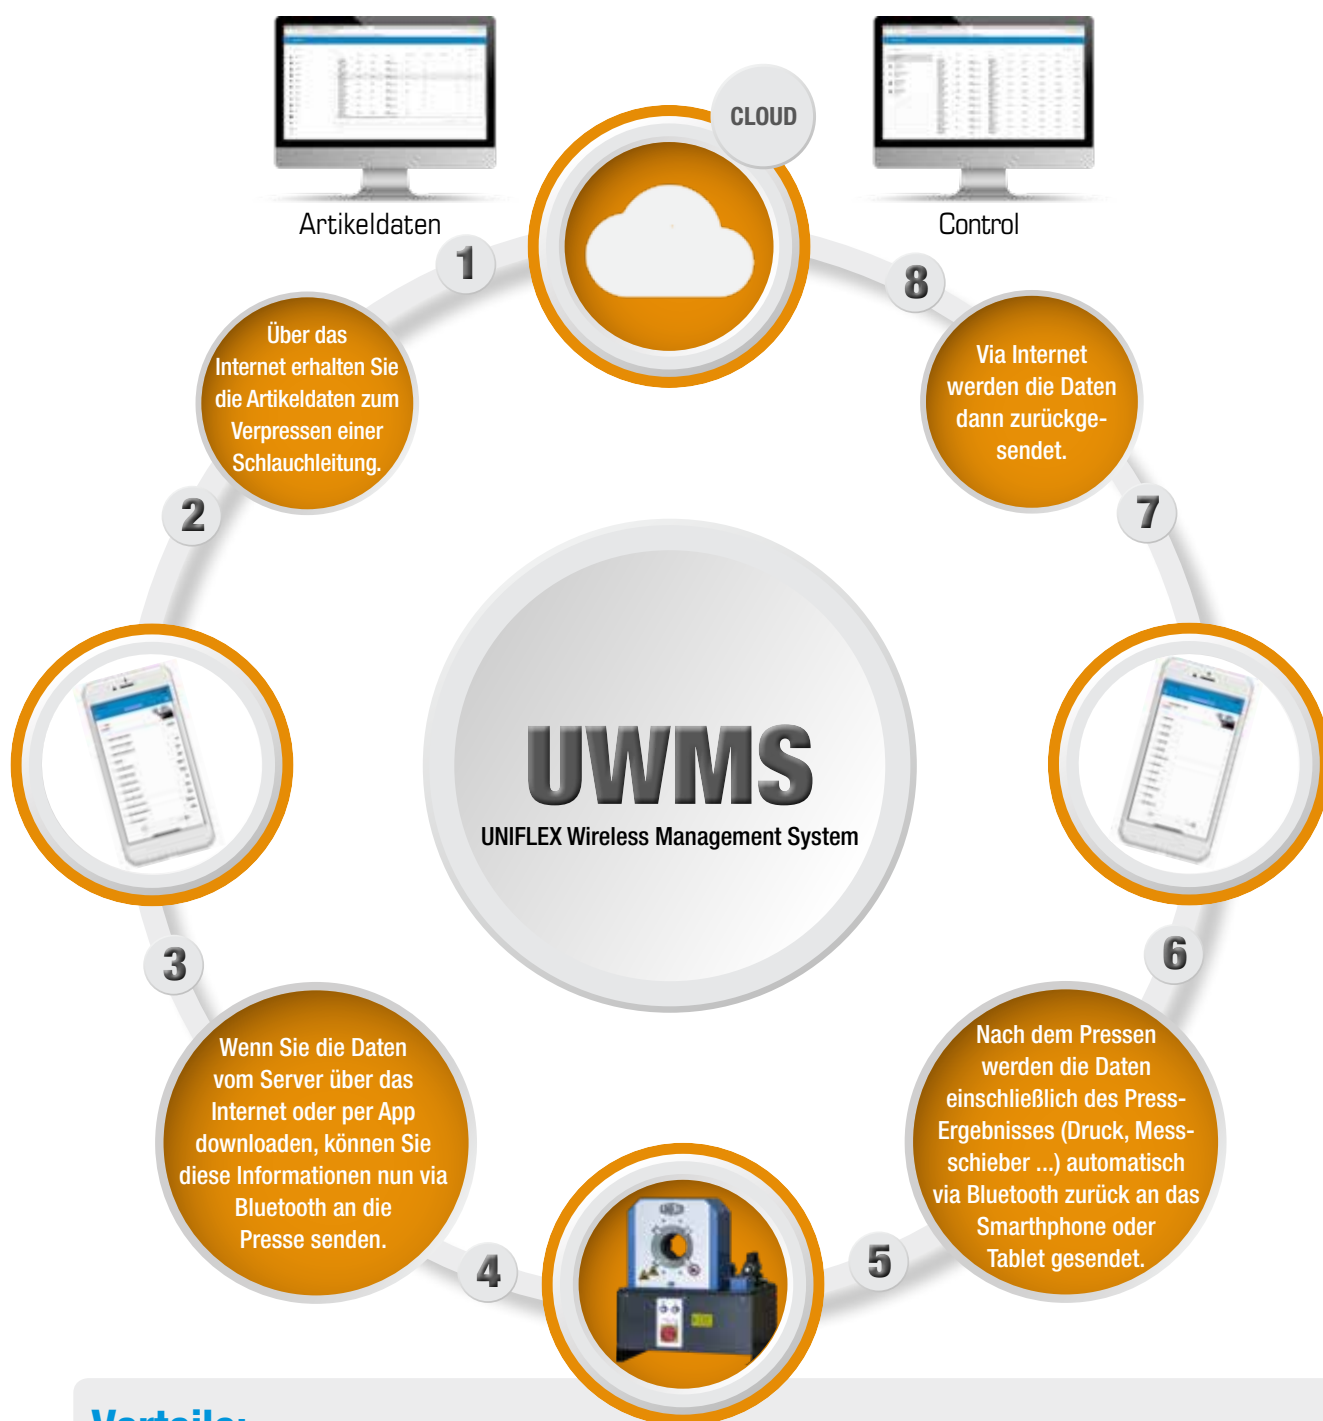 Artikeldaten
CLOUD
Control
1
Über das
Internet erhalten Sie
die Artikeldaten zum
Verpressen einer
Schlauchleitung.
2
3
Wenn Sie die Daten
vom Server über das
Internet oder per App
downloaden, können Sie
diese Informationen nun via
Bluetooth an die
Presse senden.
4
5
Nach dem Pressen
werden die Daten
einschließlich des Press-
Ergebnisses (Druck, Mess-
schieber ...) automatisch
via Bluetooth zurück an das
Smarthphone oder
Tablet gesendet.
6
7
Via Internet
werden die Daten
dann zurückge-
sendet.
8
UWMS
UNIFLEX Wireless Management System
Vorteile: